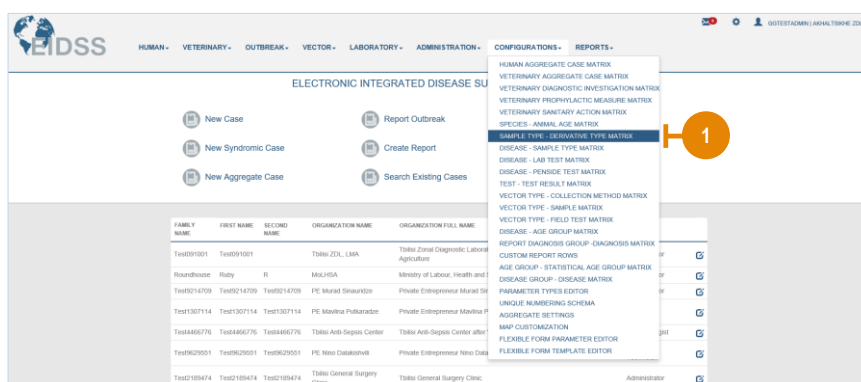 EIDSS
HUMAN
VETERINARY
OUTBREAK
VECTOR
LABORATORY
ADMINISTRATION
CONFIGURATIONS
REPORTS
GGTESTADMIN | AKHALTSIKHE ZDL
ELECTRONIC INTEGRATED DISEASE SU
New Case
Report Outbreak
New Syndromic Case
Create Report
New Aggregate Case
Search Existing Cases
HUMAN AGGREGATE CASE MATRIX
VETERINARY AGGREGATE CASE MATRIX
VETERINARY DIAGNOSTIC INVESTIGATION MATRIX
VETERINARY PROPHYLACTIC MEASURE MATRIX
VETERINARY SANITARY ACTION MATRIX
SPECIES - ANIMAL AGE MATRIX
SAMPLE TYPE - DERIVATIVE TYPE MATRIX
DISEASE - SAMPLE TYPE MATRIX
DISEASE - LAB TEST MATRIX
DISEASE - PENSIDE TEST MATRIX
TEST - TEST RESULT MATRIX
VECTOR TYPE - COLLECTION METHOD MATRIX
VECTOR TYPE - SAMPLE MATRIX
VECTOR TYPE - FIELD TEST MATRIX
DISEASE - AGE GROUP MATRIX
REPORT DIAGNOSIS GROUP -DIAGNOSIS MATRIX
CUSTOM REPORT ROWS
AGE GROUP - STATISTICAL AGE GROUP MATRIX
DISEASE GROUP - DISEASE MATRIX
PARAMETER TYPES EDITOR
UNIQUE NUMBERING SCHEMA
AGGREGATE SETTINGS
MAP CUSTOMIZATION
FLEXIBLE FORM PARAMETER EDITOR
FLEXIBLE FORM TEMPLATE EDITOR
1
FAMILY NAME FIRST NAME SECOND NAME ORGANIZATION NAME ORGANIZATION FULL NAME
Test091001 Test091001 Tbilisi ZDL, LMA Tbilisi Zonal Diagnostic Laborat
Agriculture or
Roundhouse Ruby R MoLHSA Ministry of Labour, Health and S or
Test9214709 Test9214709 Test9214709 PE Murad Sinauridze Private Entrepreneur Murad Sin er
Test1307114 Test1307114 Test1307114 PE Mavlina Putkaradze Private Entrepreneur Mavlina P
Test4466776 Test4466776 Test4466776 Tbilisi Anti-Sepsis Center Tbilisi Anti-Sepsis Center after gist
Test9629551 Test9629551 Test9629551 PE Nino Datakishvili Private Entrepreneur Nino Data
Test2189474 Test2189474 Test2189474 Tbilisi General Surgery
Clinic Tbilisi General Surgery Clinic Administrator